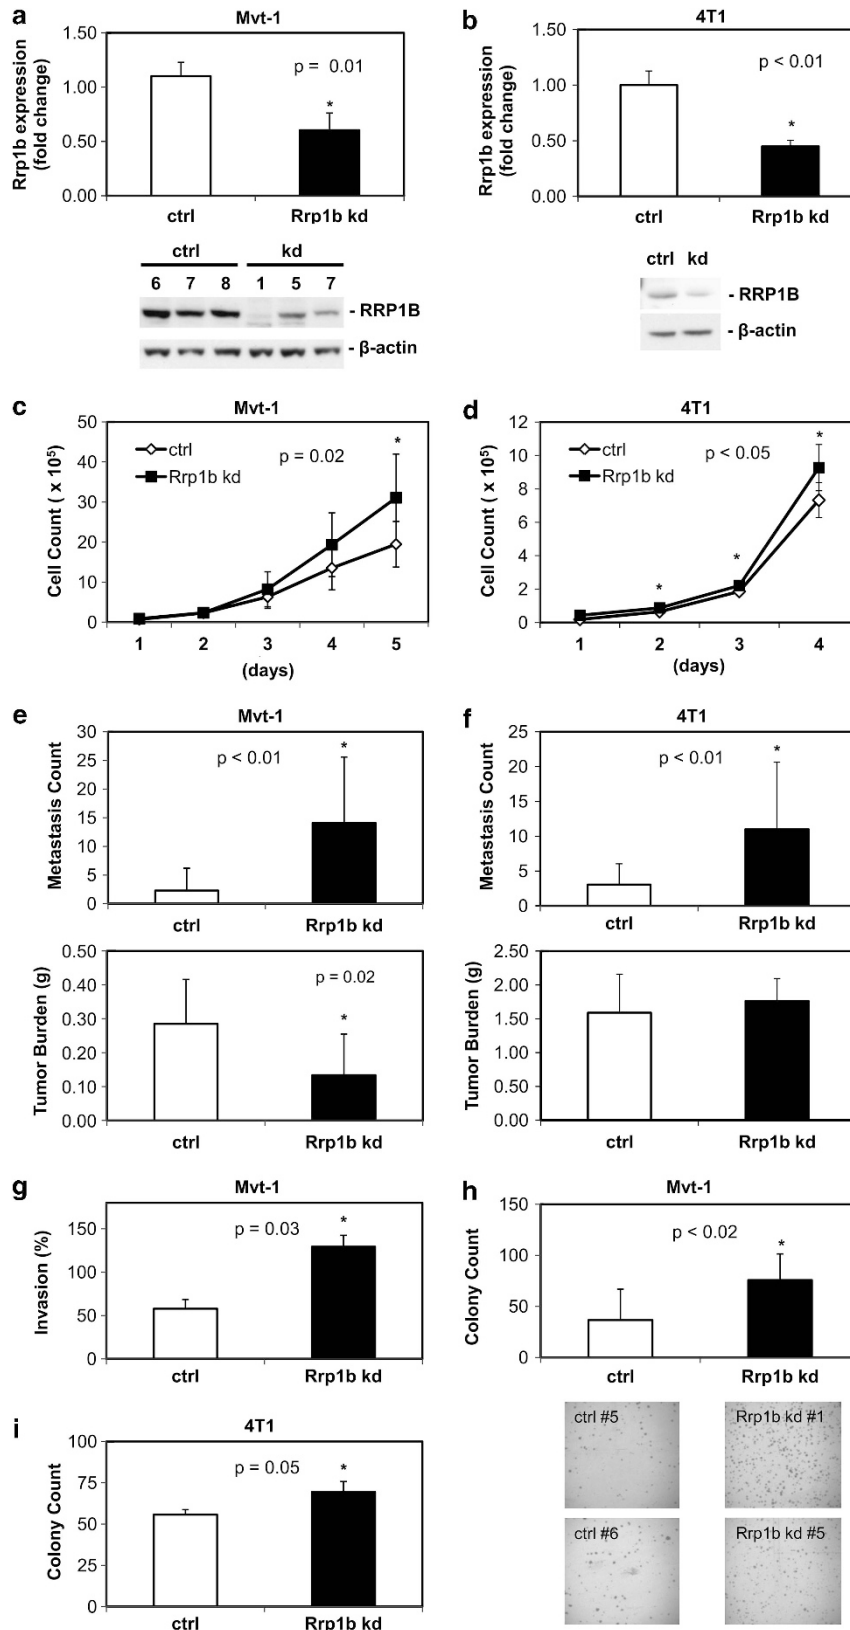 a
Mvt-1
Rrp1b expression
(fold change)
1.50
1.00
0.50
0.00
p = 0.01
*
ctrl
Rrp1b kd
ctrl
kd
6 7 8 1 5 7
- RRP1B
- β-actin
b
4T1
Rrp1b expression
(fold change)
1.50
1.00
0.50
0.00
p < 0.01
*
ctrl
Rrp1b kd
ctrl kd
- RRP1B
- β-actin
c
Mvt-1
Cell Count ( x 10⁵)
50
40
30
20
10
0
ctrl
Rrp1b kd
p = 0.02
*
1 2 3 4 5
(days)
d
4T1
Cell Count ( x 10⁵)
12
10
8
6
4
2
0
ctrl
Rrp1b kd
p < 0.05
*
*
*
1 2 3 4
(days)
e
Mvt-1
Metastasis Count
30
25
20
15
10
5
0
p < 0.01
*
ctrl
Rrp1b kd
Tumor Burden (g)
0.50
0.40
0.30
0.20
0.10
0.00
p = 0.02
*
ctrl
Rrp1b kd
f
4T1
Metastasis Count
25
20
15
10
5
0
p < 0.01
*
ctrl
Rrp1b kd
Tumor Burden (g)
2.50
2.00
1.50
1.00
0.50
0.00
ctrl
Rrp1b kd
g
Mvt-1
Invasion (%)
150
100
50
0
p = 0.03
*
ctrl
Rrp1b kd
h
Mvt-1
Colony Count
150
100
50
0
p < 0.02
*
ctrl
Rrp1b kd
ctrl #5
Rrp1b kd #1
ctrl #6
Rrp1b kd #5
i
4T1
Colony Count
100
75
50
25
0
p = 0.05
*
ctrl
Rrp1b kd